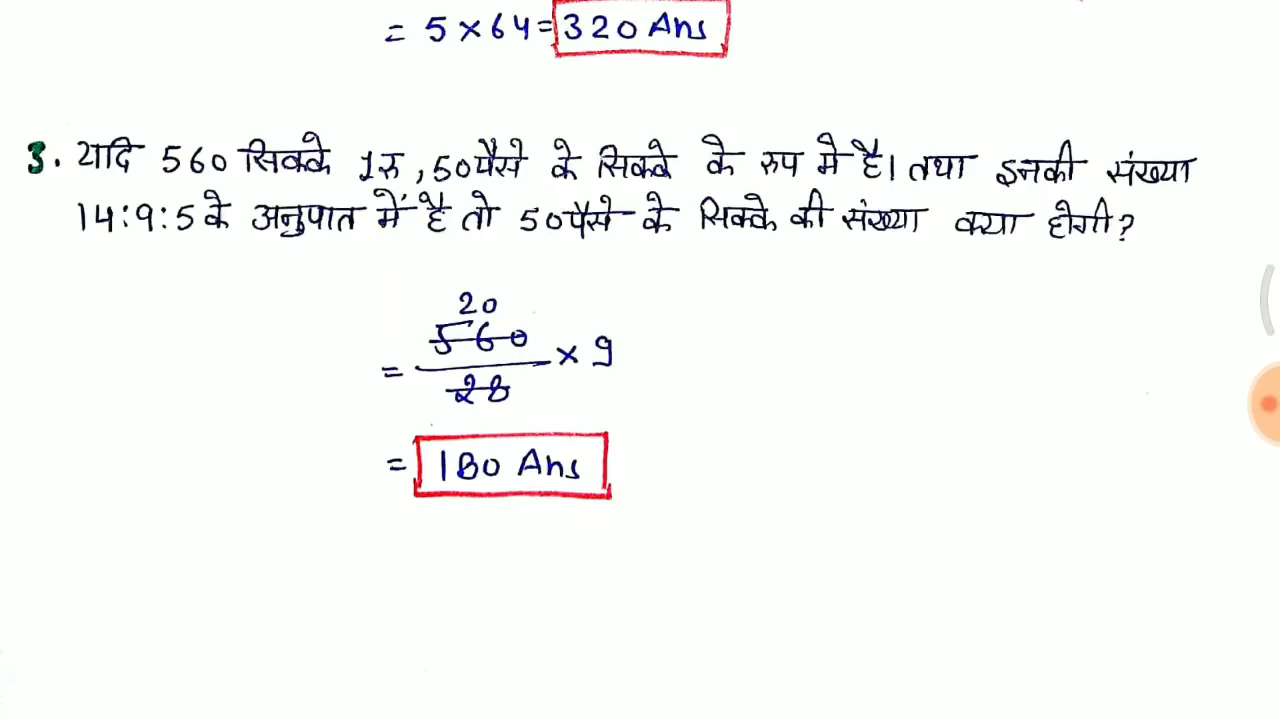 = 5 × 64 = 320 Ans
3. यादि 560 सिक्के 1रु, 50पैसे के सिक्के के रुप में है। तथा इनकी संख्या
14:9:5 के अनुपात में है तो 50पैसे के सिक्के की संख्या क्या होगी?
20
= 560/28 × 9
= 180 Ans